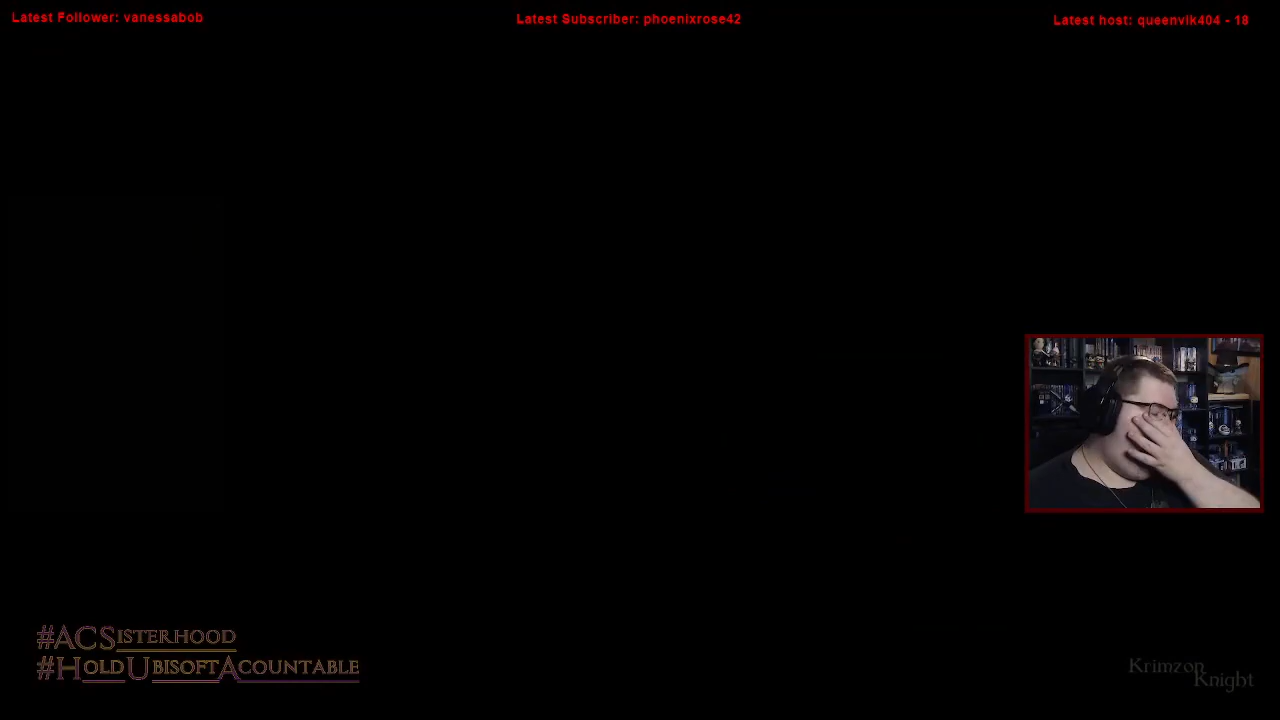 Latest Follower: vanessabob
Latest Subscriber: phoenixrose42
Latest host: queenvik404 - 18
#ACSisterhood
#HoldUbisoftAcountable
Krimzon
Knight